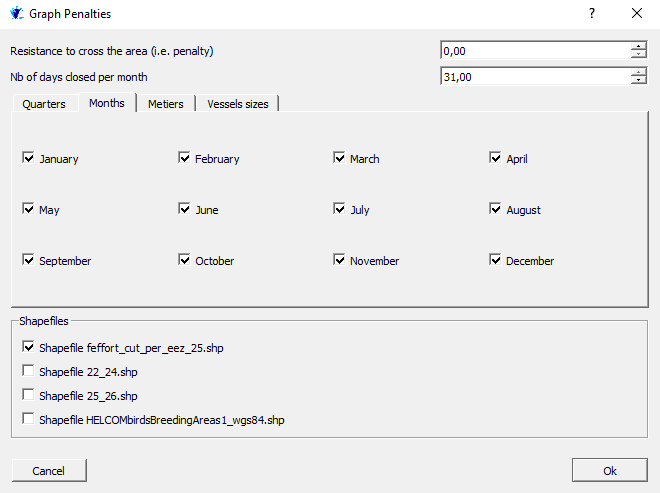 Graph Penalties
Resistance to cross the area (i.e. penalty) 0,00
Nb of days closed per month 31,00
Quarters Months Metiers Vessels sizes
January February March April
May June July August
September October November December
Shapefiles
Shapefile feffort_cut_per_eez_25.shp
Shapefile 22_24.shp
Shapefile 25_26.shp
Shapefile HELCOMbirdsBreedingAreas1_wgs84.shp
Cancel Ok